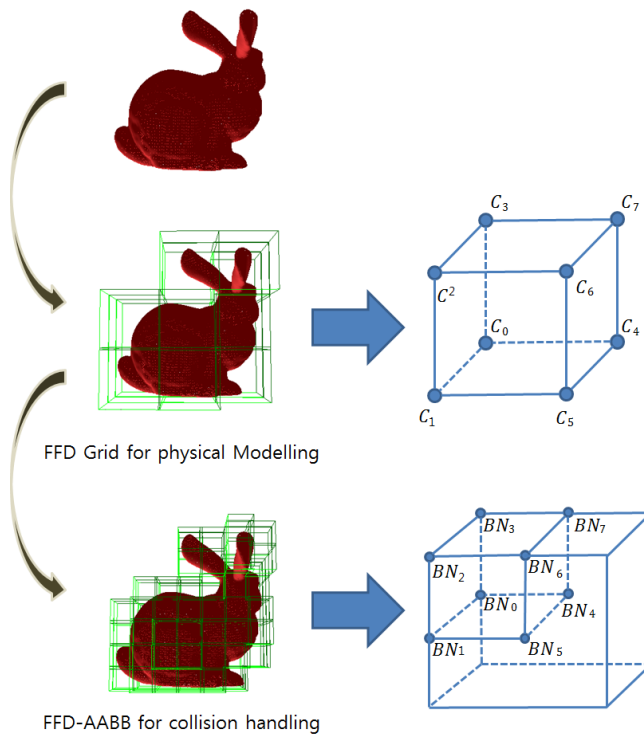 C3
C7
C2
C6
C0
C4
C1
C5
FFD Grid for physical Modelling
BN3
BN7
BN2
BN6
BN0
BN4
BN1
BN5
FFD-AABB for collision handling